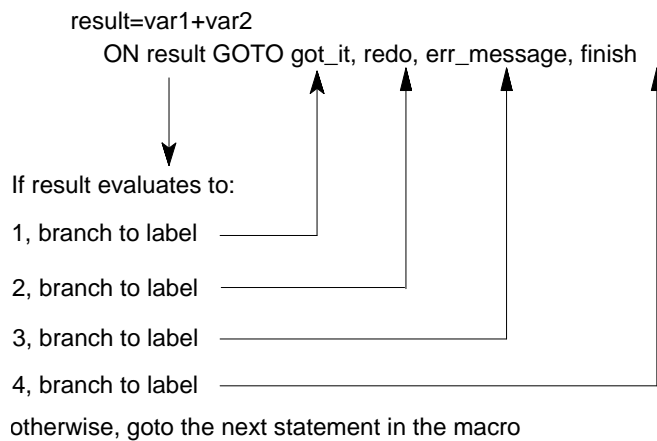 result=var1+var2
ON result GOTO got_it, redo, err_message, finish
If result evaluates to:
1, branch to label
2, branch to label
3, branch to label
4, branch to label
otherwise, goto the next statement in the macro